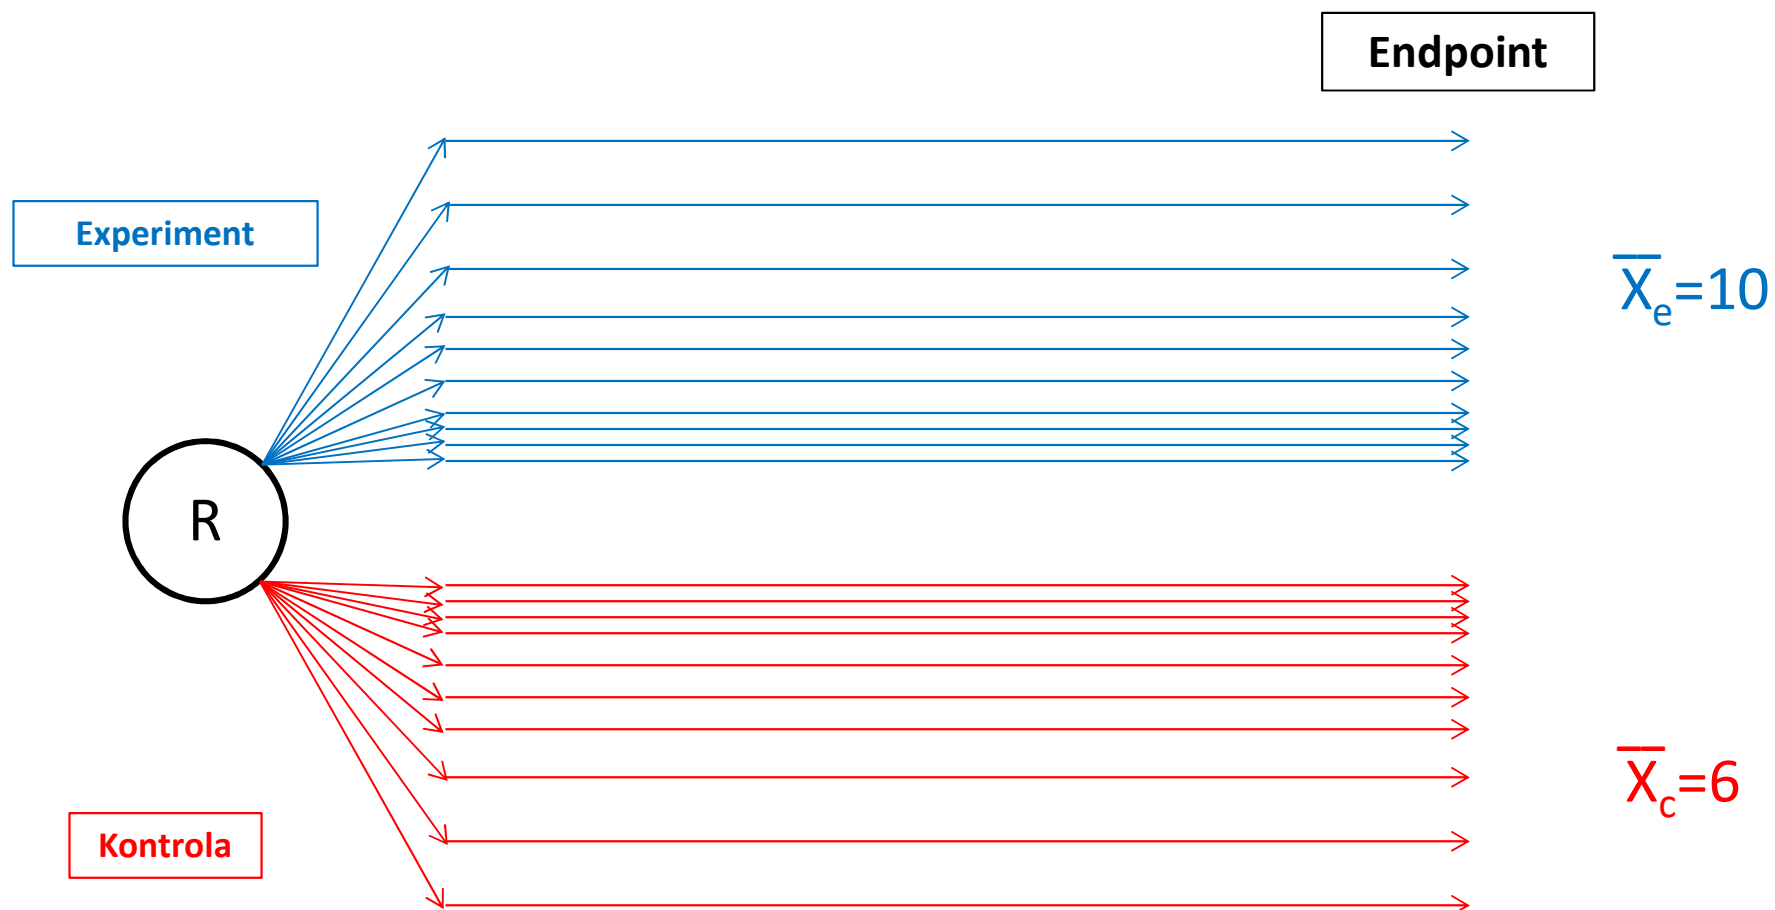 Endpoint
Experiment
X̅e=10
R
X̅c=6
Kontrola